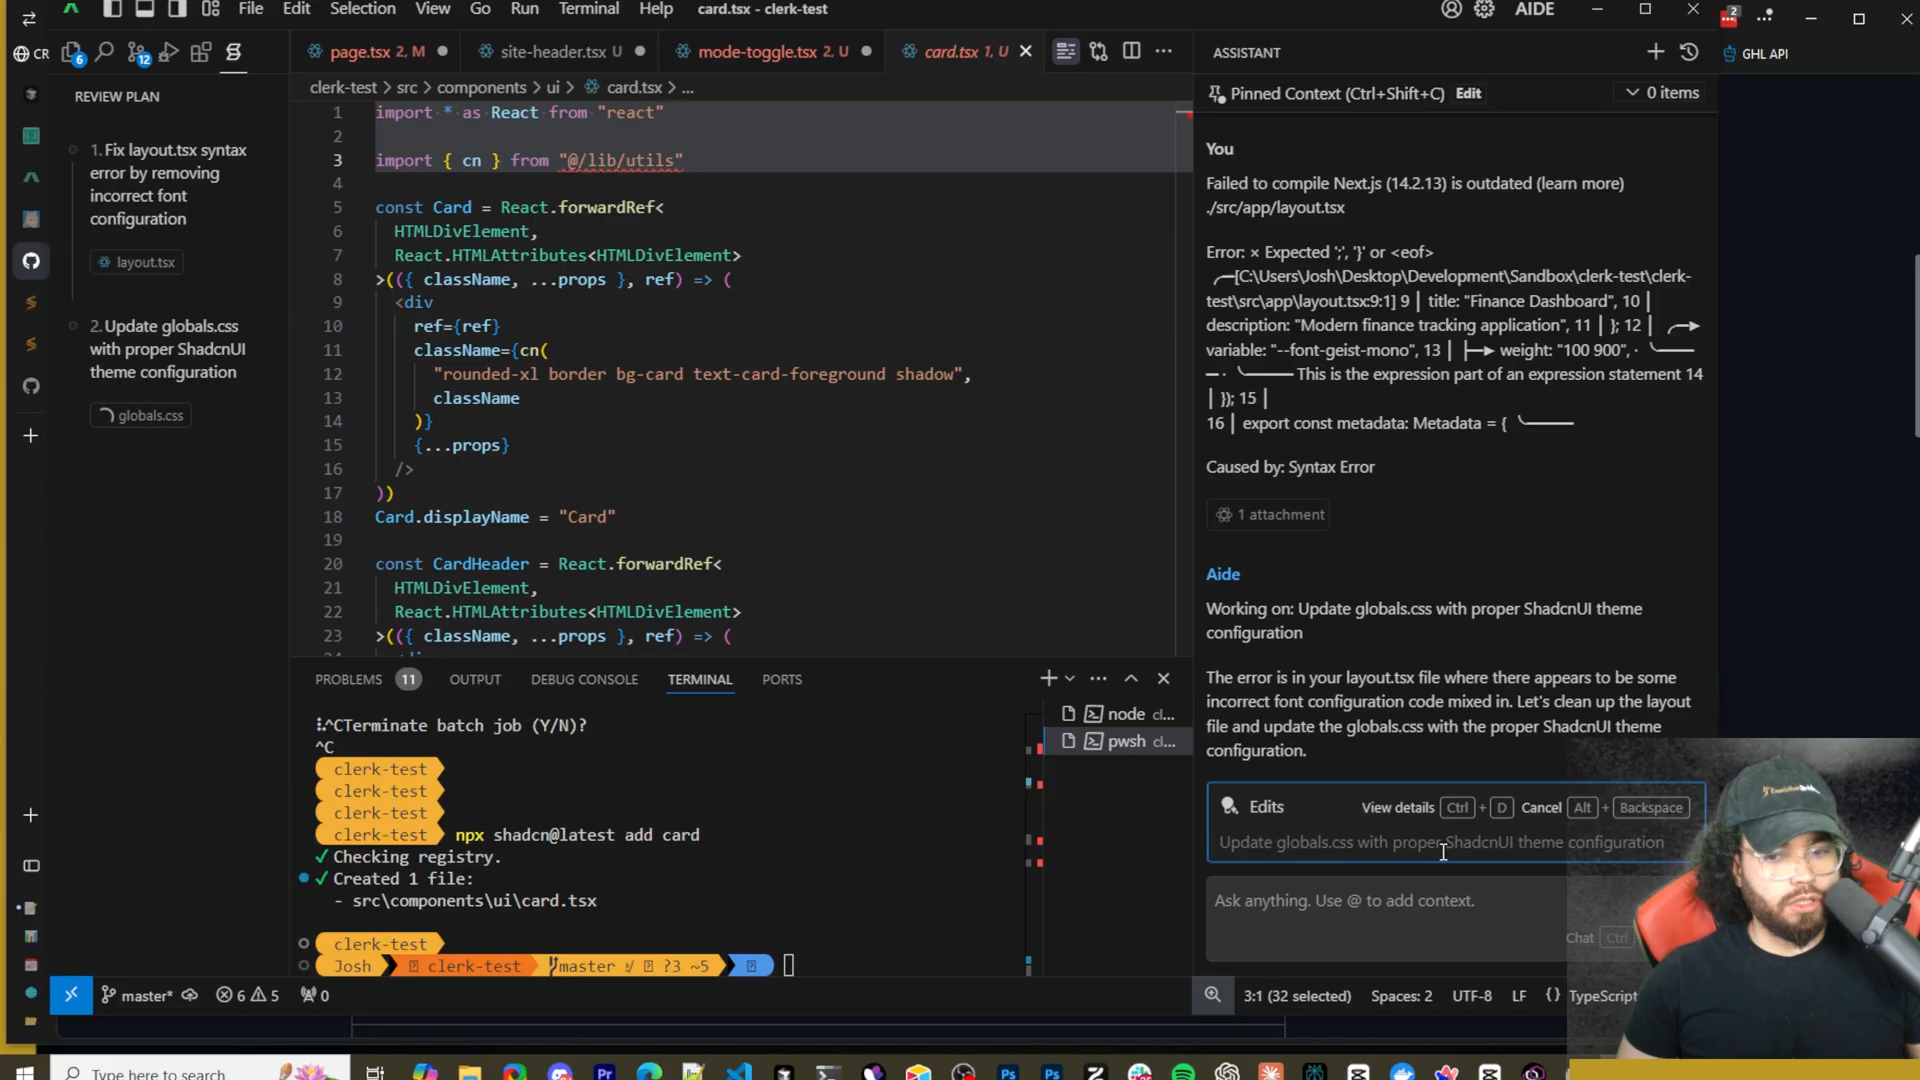 File Edit Selection View Go Run Terminal Help
card.tsx - clerk-test
AIDE
2
CR
6
12
page.tsx 2, M
site-header.tsx U
mode-toggle.tsx 2, U
card.tsx 1, U
ASSISTANT
GHL API
REVIEW PLAN
1. Fix layout.tsx syntax
error by removing
incorrect font
configuration
layout.tsx
2. Update globals.css
with proper ShadcnUI
theme configuration
globals.css
clerk-test > src > components > ui > card.tsx > ...
1 import * as React from "react"
2
3 import { cn } from "@/lib/utils"
4
5 const Card = React.forwardRef<
6 HTMLDivElement,
7 React.HTMLAttributes<HTMLDivElement>
8 >(({ className, ...props }, ref) => (
9 <div
10 ref={ref}
11 className={cn(
12 "rounded-xl border bg-card text-card-foreground shadow",
13 className
14 )}
15 {...props}
16 />
17 ))
18 Card.displayName = "Card"
19
20 const CardHeader = React.forwardRef<
21 HTMLDivElement,
22 React.HTMLAttributes<HTMLDivElement>
23 >(({ className, ...props }, ref) => (
PROBLEMS 11 OUTPUT DEBUG CONSOLE TERMINAL PORTS
^CTerminate batch job (Y/N)?
^C
clerk-test
clerk-test
clerk-test
clerk-test npx shadcn@latest add card
✓ Checking registry.
✓ Created 1 file:
- src\components\ui\card.tsx
clerk-test
Josh clerk-test master ?3 ~5
node cl...
pwsh cl...
Pinned Context (Ctrl+Shift+C) Edit
0 items
You
Failed to compile Next.js (14.2.13) is outdated (learn more)
./src/app/layout.tsx
Error: × Expected ';', '}' or <eof>
╭─[C:\Users\Josh\Desktop\Development\Sandbox\clerk-test\clerk-
test\src\app\layout.tsx:9:1] 9 │ title: "Finance Dashboard", 10 │
description: "Modern finance tracking application", 11 │ }; 12 │ ╭─▶
variable: "--font-geist-mono", 13 │ ├─▶ weight: "100 900", · ╰────
─ · ╰──── This is the expression part of an expression statement 14
│ }); 15 │
16 │ export const metadata: Metadata = { ╰────
Caused by: Syntax Error
1 attachment
Aide
Working on: Update globals.css with proper ShadcnUI theme
configuration
The error is in your layout.tsx file where there appears to be some
incorrect font configuration code mixed in. Let's clean up the layout
file and update the globals.css with the proper ShadcnUI theme
configuration.
Edits View details Ctrl + D Cancel Alt + Backspace
Update globals.css with proper ShadcnUI theme configuration
Ask anything. Use @ to add context.
Chat Ctrl
master* 6 5 0
3:1 (32 selected) Spaces: 2 UTF-8 LF {} TypeScript
Type here to search